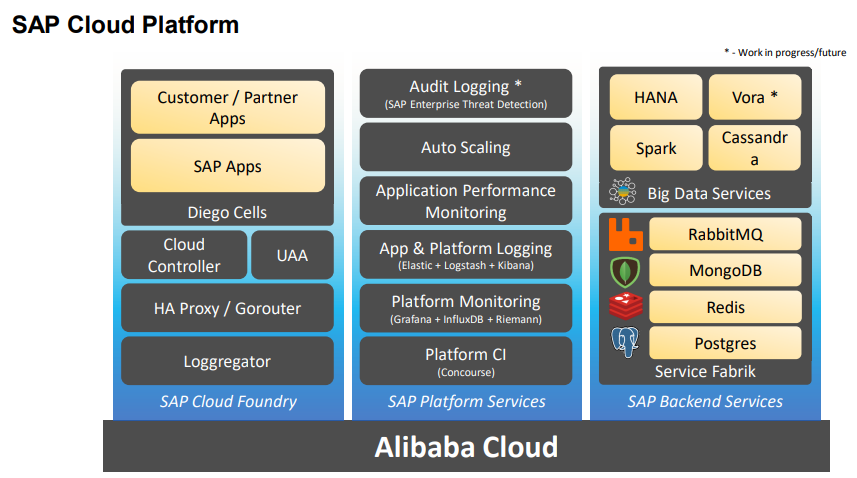 SAP Cloud Platform
* - Work in progress/future
Customer / Partner
Apps
SAP Apps
Diego Cells
Cloud
Controller
UAA
HA Proxy / Gorouter
Loggregator
SAP Cloud Foundry
Audit Logging *
(SAP Enterprise Threat Detection)
Auto Scaling
Application Performance
Monitoring
App & Platform Logging
(Elastic + Logstash + Kibana)
Platform Monitoring
(Grafana + InfluxDB + Riemann)
Platform CI
(Concourse)
SAP Platform Services
HANA
Vora *
Spark
Cassandr
a
Big Data Services
RabbitMQ
MongoDB
Redis
Postgres
Service Fabrik
SAP Backend Services
Alibaba Cloud